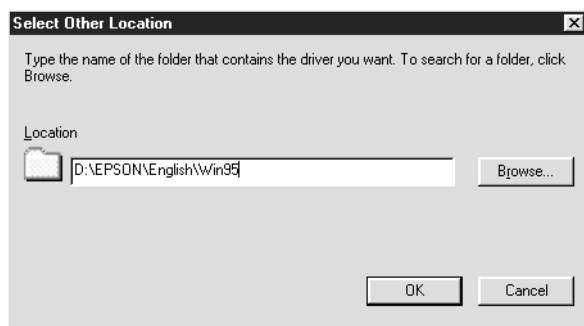 Select Other Location
Type the name of the folder that contains the driver you want. To search for a folder, click
Browse.
Location
D:\EPSON\English\Win95
Browse...
OK
Cancel